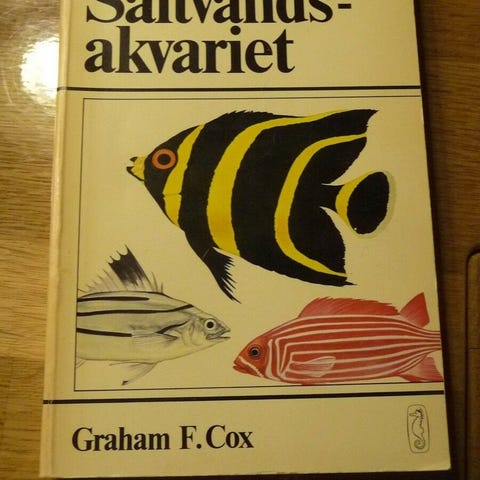 Saltvands-
akvariet
Graham F. Cox